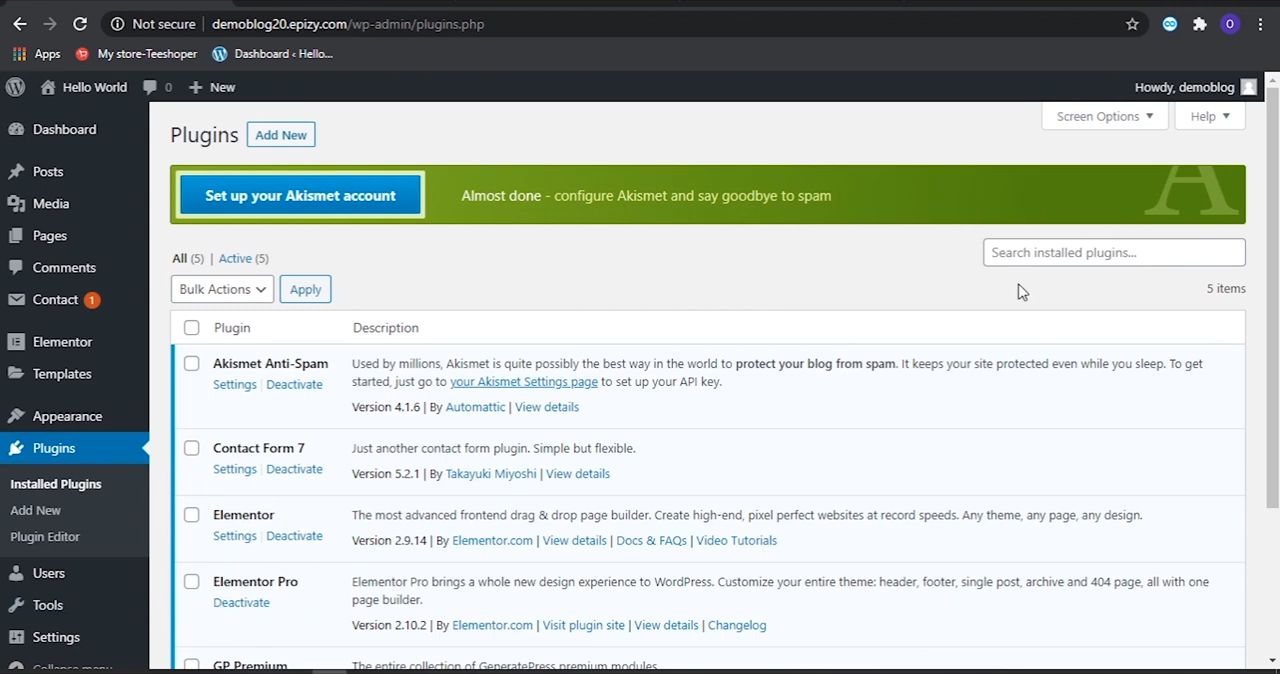 Not secure | demoblog20.epizy.com/wp-admin/plugins.php
O
Apps My store-Teeshoper Dashboard ‹ Hello...
Hello World 0 New Howdy, demoblog
Screen Options Help
Dashboard
Posts
Media
Pages
Comments
Contact 1
Elementor
Templates
Appearance
Plugins
Installed Plugins
Add New
Plugin Editor
Users
Tools
Settings
Collapse menu
Plugins Add New
Set up your Akismet account Almost done - configure Akismet and say goodbye to spam
A
All (5) | Active (5)
Search installed plugins...
Bulk Actions Apply 5 items
Plugin Description
Akismet Anti-Spam
Settings | Deactivate
Used by millions, Akismet is quite possibly the best way in the world to protect your blog from spam. It keeps your site protected even while you sleep. To get
started, just go to your Akismet Settings page to set up your API key.
Version 4.1.6 | By Automattic | View details
Contact Form 7
Settings | Deactivate
Just another contact form plugin. Simple but flexible.
Version 5.2.1 | By Takayuki Miyoshi | View details
Elementor
Settings | Deactivate
The most advanced frontend drag & drop page builder. Create high-end, pixel perfect websites at record speeds. Any theme, any page, any design.
Version 2.9.14 | By Elementor.com | View details | Docs & FAQs | Video Tutorials
Elementor Pro
Deactivate
Elementor Pro brings a whole new design experience to WordPress. Customize your entire theme: header, footer, single post, archive and 404 page, all with one
page builder.
Version 2.10.2 | By Elementor.com | Visit plugin site | View details | Changelog
GP Premium
The entire collection of GeneratePress premium modules.